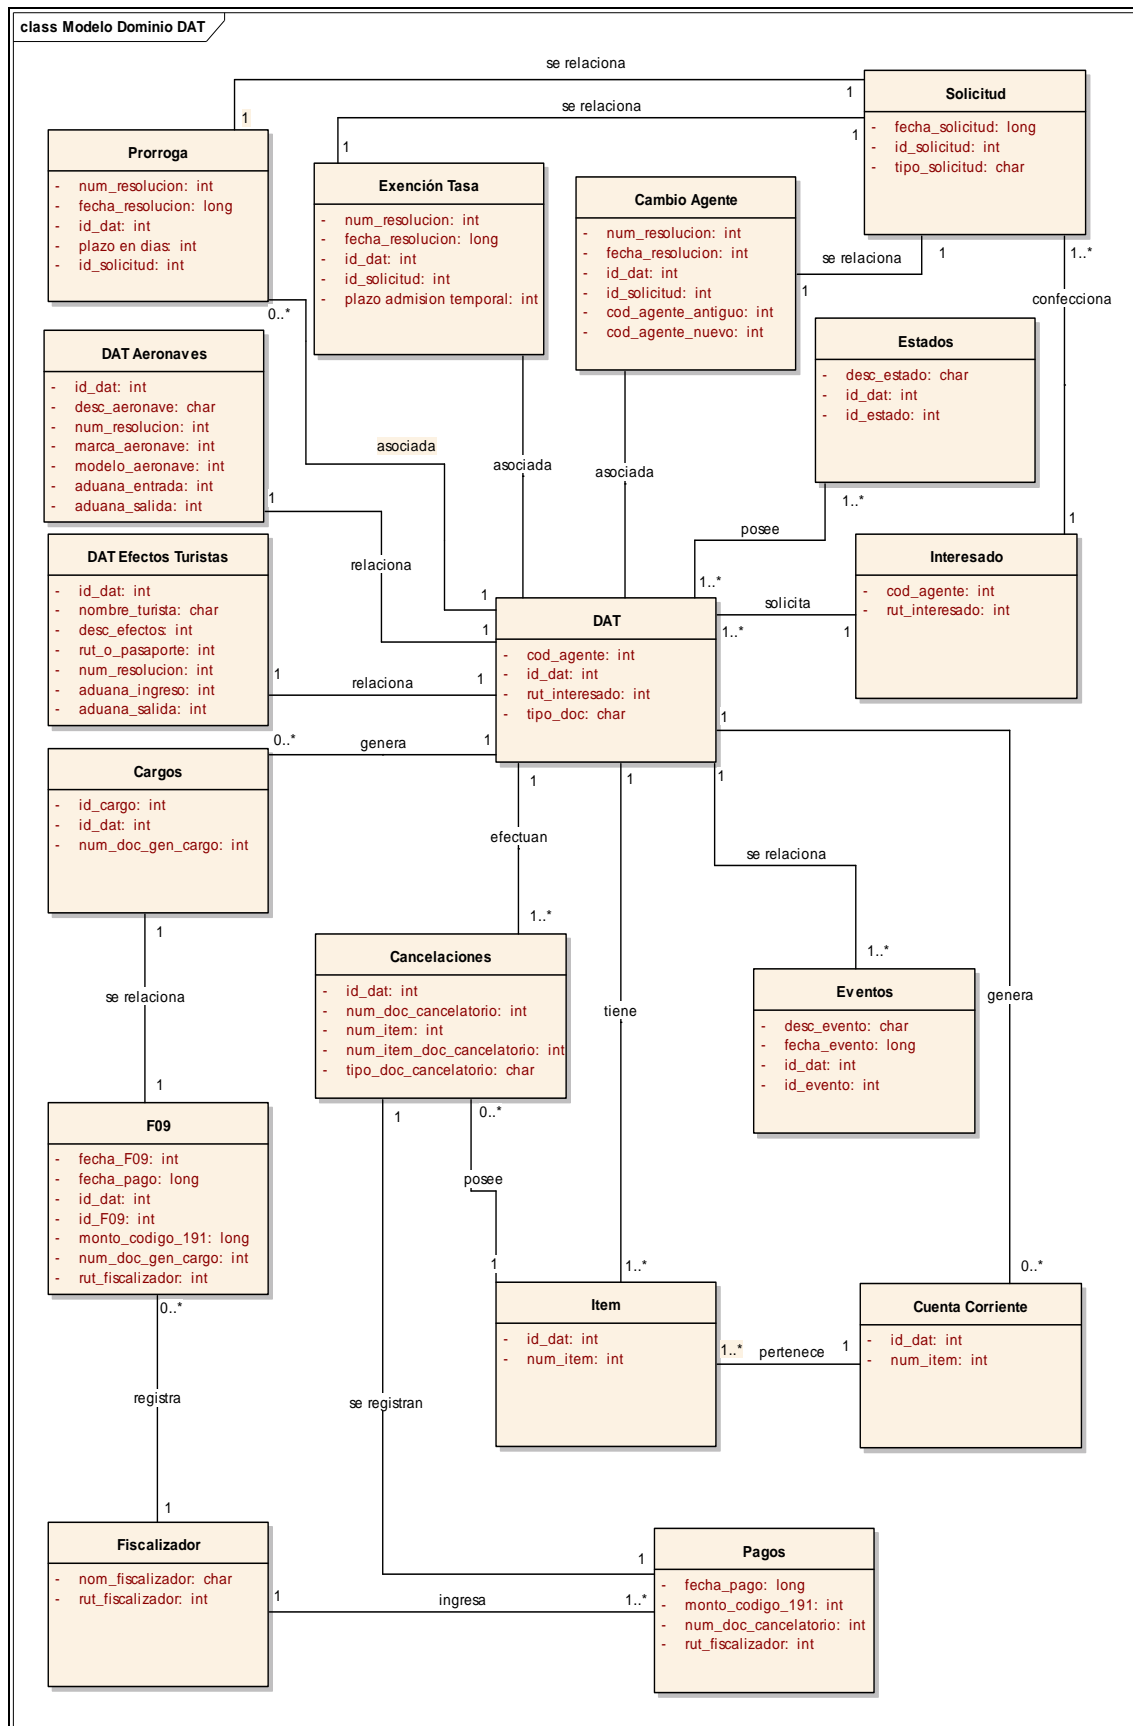 class Modelo Dominio DAT
se relaciona
1
1
se relaciona
1
1
Solicitud
- fecha_solicitud: long
- id_solicitud: int
- tipo_solicitud: char
Prorroga
- num_resolucion: int
- fecha_resolucion: long
- id_dat: int
- plazo en dias: int
- id_solicitud: int
0..*
Exención Tasa
- num_resolucion: int
- fecha_resolucion: long
- id_dat: int
- id_solicitud: int
- plazo admision temporal: int
Cambio Agente
- num_resolucion: int
- fecha_resolucion: int
- id_dat: int
- id_solicitud: int
- cod_agente_antiguo: int
- cod_agente_nuevo: int
1
se relaciona
1
1..*
confecciona
1
Estados
- desc_estado: char
- id_dat: int
- id_estado: int
1..*
posee
1..*
DAT Aeronaves
- id_dat: int
- desc_aeronave: char
- num_resolucion: int
- marca_aeronave: int
- modelo_aeronave: int
- aduana_entrada: int
- aduana_salida: int
asociada
asociada
asociada
1
relaciona
1
1
DAT Efectos Turistas
- id_dat: int
- nombre_turista: char
- desc_efectos: int
- rut_o_pasaporte: int
- num_resolucion: int
- aduana_ingreso: int
- aduana_salida: int
1
relaciona
1
DAT
- cod_agente: int
- id_dat: int
- rut_interesado: int
- tipo_doc: char
solicita
1..*
1
Interesado
- cod_agente: int
- rut_interesado: int
0..*
genera
1
Cargos
- id_cargo: int
- id_dat: int
- num_doc_gen_cargo: int
1
efectuan
1..*
1
tiene
1..*
1
se relaciona
1..*
1
genera
0..*
1
se relaciona
1
Cancelaciones
- id_dat: int
- num_doc_cancelatorio: int
- num_item: int
- num_item_doc_cancelatorio: int
- tipo_doc_cancelatorio: char
Eventos
- desc_evento: char
- fecha_evento: long
- id_dat: int
- id_evento: int
F09
- fecha_F09: int
- fecha_pago: long
- id_dat: int
- id_F09: int
- monto_codigo_191: long
- num_doc_gen_cargo: int
- rut_fiscalizador: int
1
0..*
posee
1
Item
- id_dat: int
- num_item: int
1..*
pertenece
1
Cuenta Corriente
- id_dat: int
- num_item: int
0..*
registra
1
se registran
1
Fiscalizador
- nom_fiscalizador: char
- rut_fiscalizador: int
1
ingresa
1..*
Pagos
- fecha_pago: long
- monto_codigo_191: int
- num_doc_cancelatorio: int
- rut_fiscalizador: int